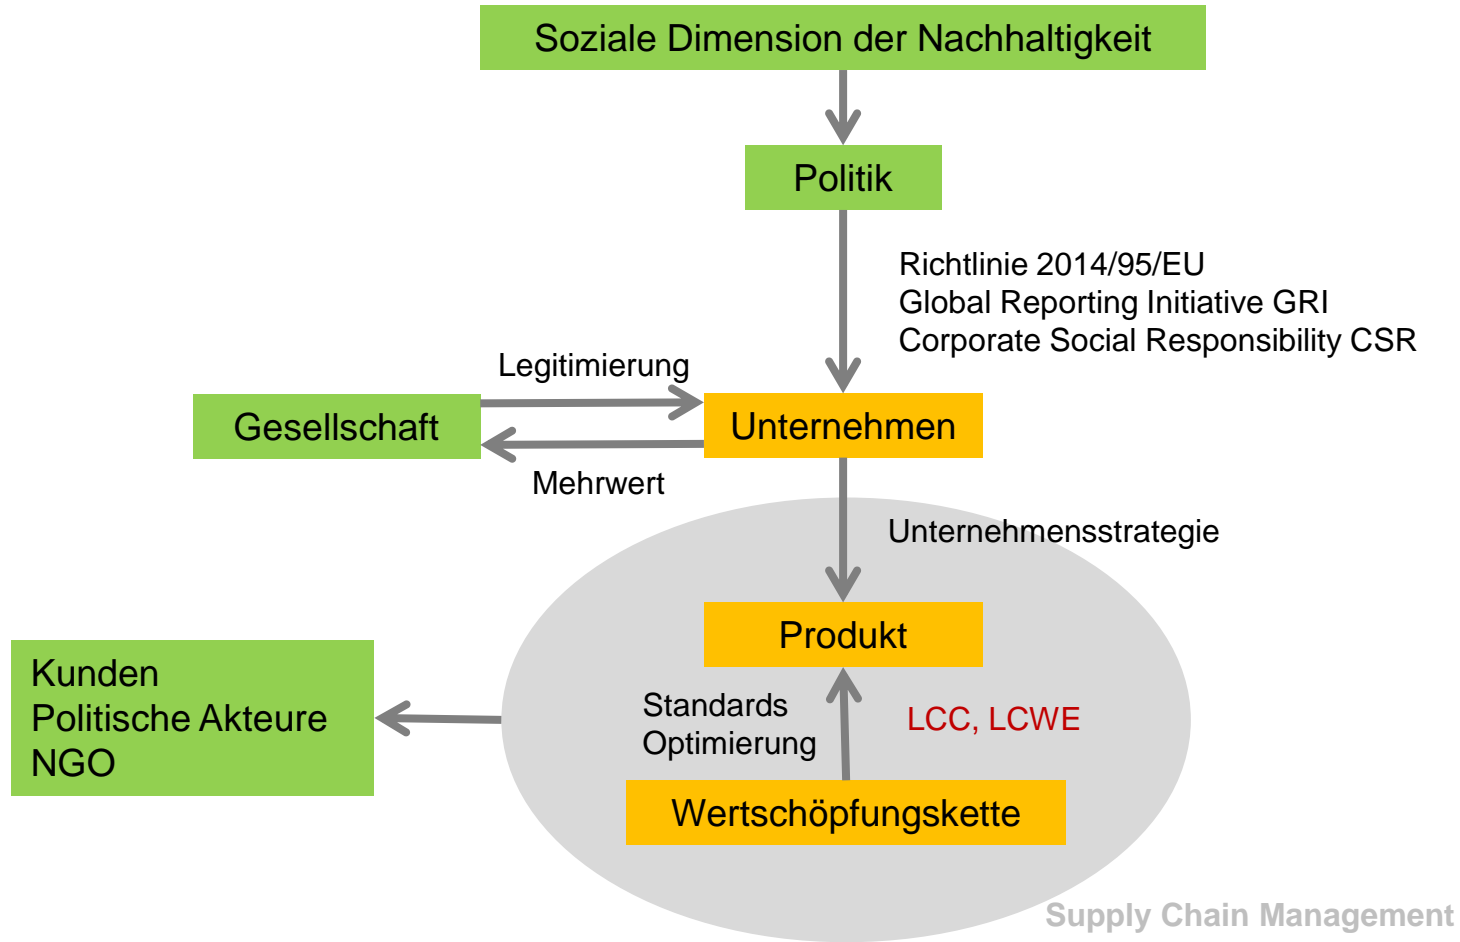 Soziale Dimension der Nachhaltigkeit
Politik
Richtlinie 2014/95/EU
Global Reporting Initiative GRI
Corporate Social Responsibility CSR
Legitimierung
Gesellschaft
Unternehmen
Mehrwert
Unternehmensstrategie
Produkt
Kunden
Politische Akteure
NGO
Standards
Optimierung
LCC, LCWE
Wertschöpfungskette
Supply Chain Management